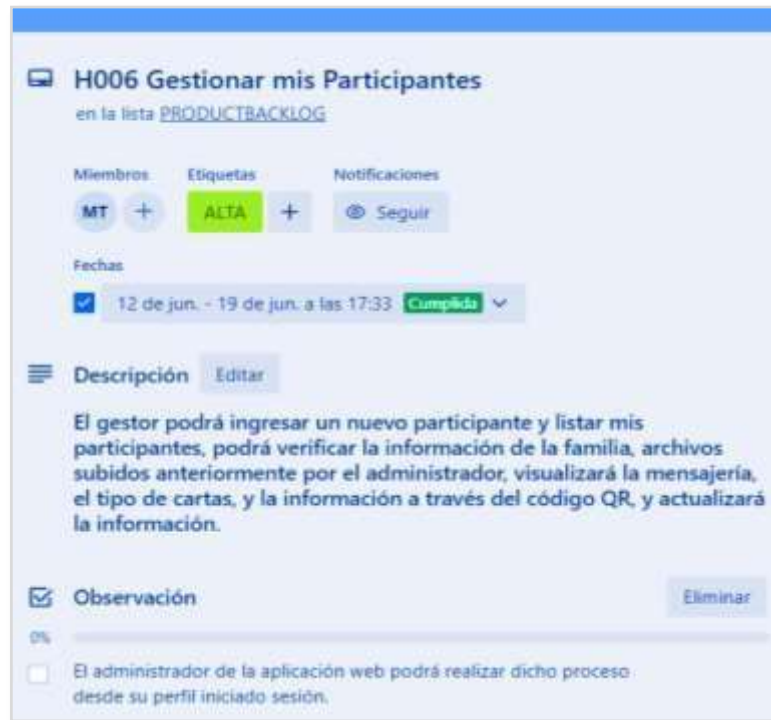 H006 Gestionar mis Participantes
en la lista PRODUCTBACKLOG
Miembros Etiquetas Notificaciones
MT + ALTA + Seguir
Fechas
12 de jun. - 19 de jun. a las 17:33 Cumplida
Descripción Editar
El gestor podrá ingresar un nuevo participante y listar mis
participantes, podrá verificar la información de la familia, archivos
subidos anteriormente por el administrador, visualizará la mensajería,
el tipo de cartas, y la información a través del código QR, y actualizará
la información.
Observación Eliminar
0%
El administrador de la aplicación web podrá realizar dicho proceso
desde su perfil iniciado sesión.